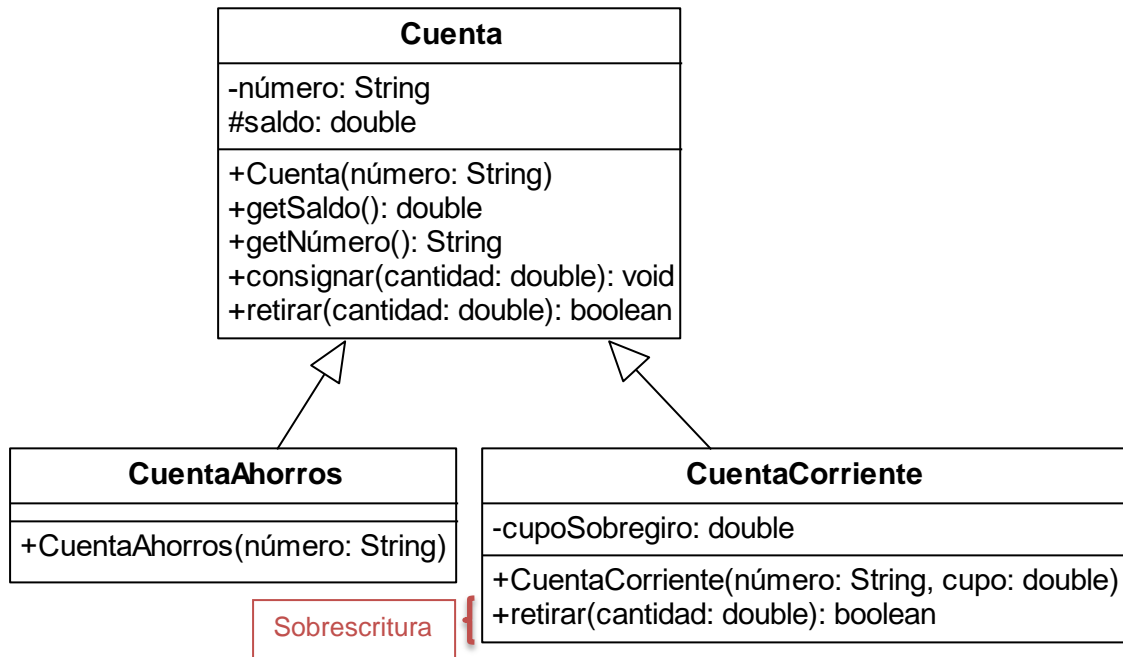 Cuenta
-número: String
#saldo: double
+Cuenta(número: String)
+getSaldo(): double
+getNúmero(): String
+consignar(cantidad: double): void
+retirar(cantidad: double): boolean
CuentaAhorros
+CuentaAhorros(número: String)
CuentaCorriente
-cupoSobregiro: double
+CuentaCorriente(número: String, cupo: double)
+retirar(cantidad: double): boolean
Sobrescritura